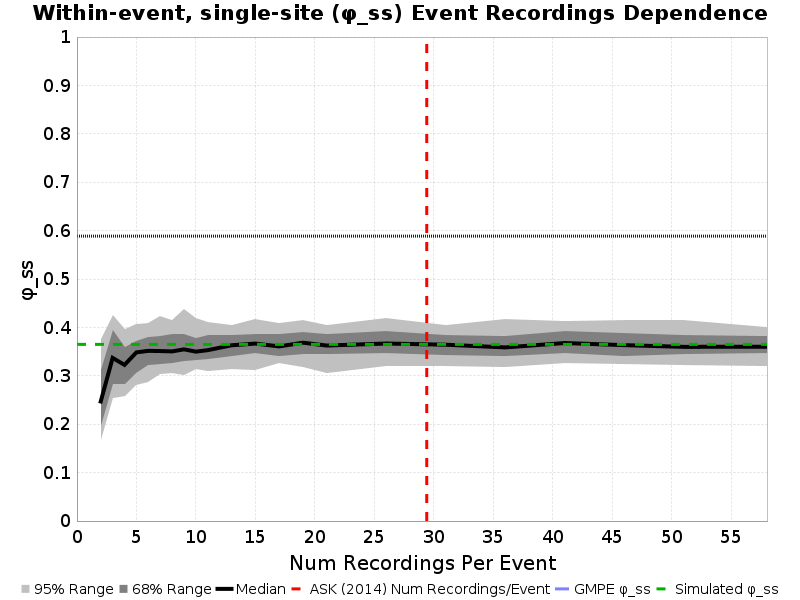 Within-event, single-site (φ_ss) Event Recordings Dependence
1
0.9
0.8
0.7
0.6
0.5
0.4
0.3
0.2
0.1
0
φ_ss
0 5 10 15 20 25 30 35 40 45 50 55
Num Recordings Per Event
95% Range 68% Range Median ASK (2014) Num Recordings/Event GMPE φ_ss Simulated φ_ss